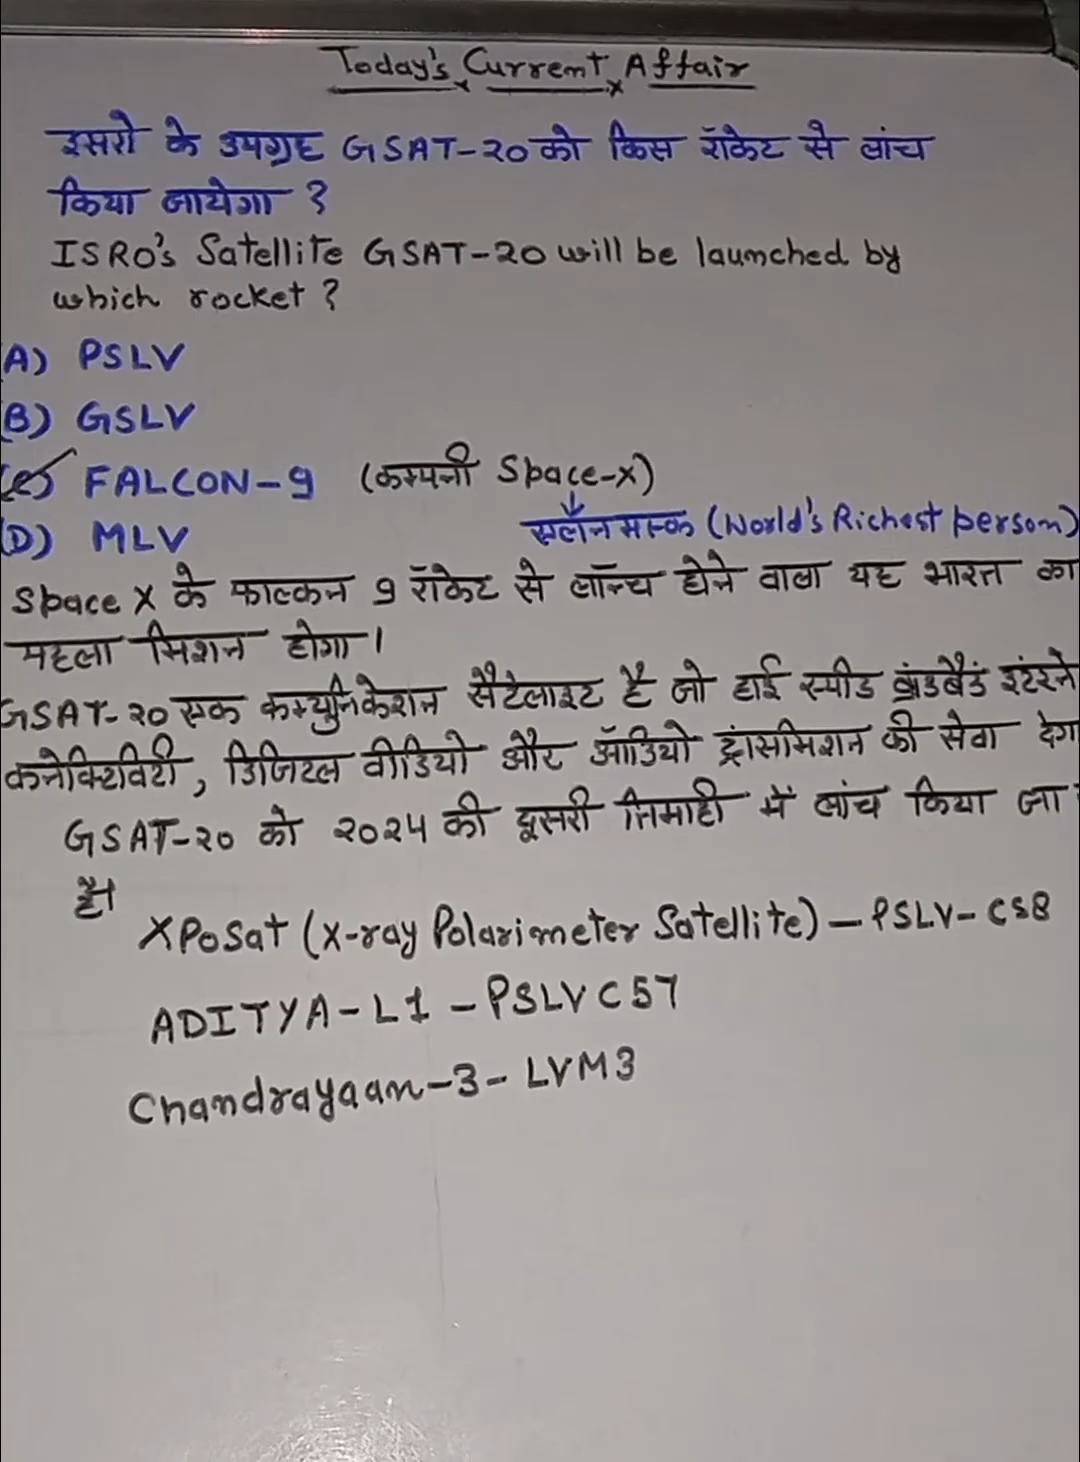 Today's Current Affair
इसरो के उपग्रह GSAT-20 को किस रॉकेट से लांच
किया जायेगा ?
ISRO's Satellite GSAT-20 will be launched by
which rocket ?
(A) PSLV
(B) GSLV
(C) FALCON-9 (कम्पनी Space-X)
(D) MLV एलॉन मस्क (World's Richest person)
Space X के फाल्कन 9 रॉकेट से लॉन्च होने वाला यह भारत का
पहला मिशन होगा।
GSAT-20 एक कम्युनिकेशन सैटेलाइट है जो हाई स्पीड ब्रांडबैंड
कनेक्टिविटी, डिजिटल वीडियो और ऑडियो ट्रांसमिशन की सेवा
GSAT-20 को 2024 की दूसरी तिमाही में लांच किया जा
है।
XPoSat (X-ray Polarimeter Satellite) – PSLV-C58
ADITYA-L1 – PSLV C57
Chandrayaan-3 - LVM3